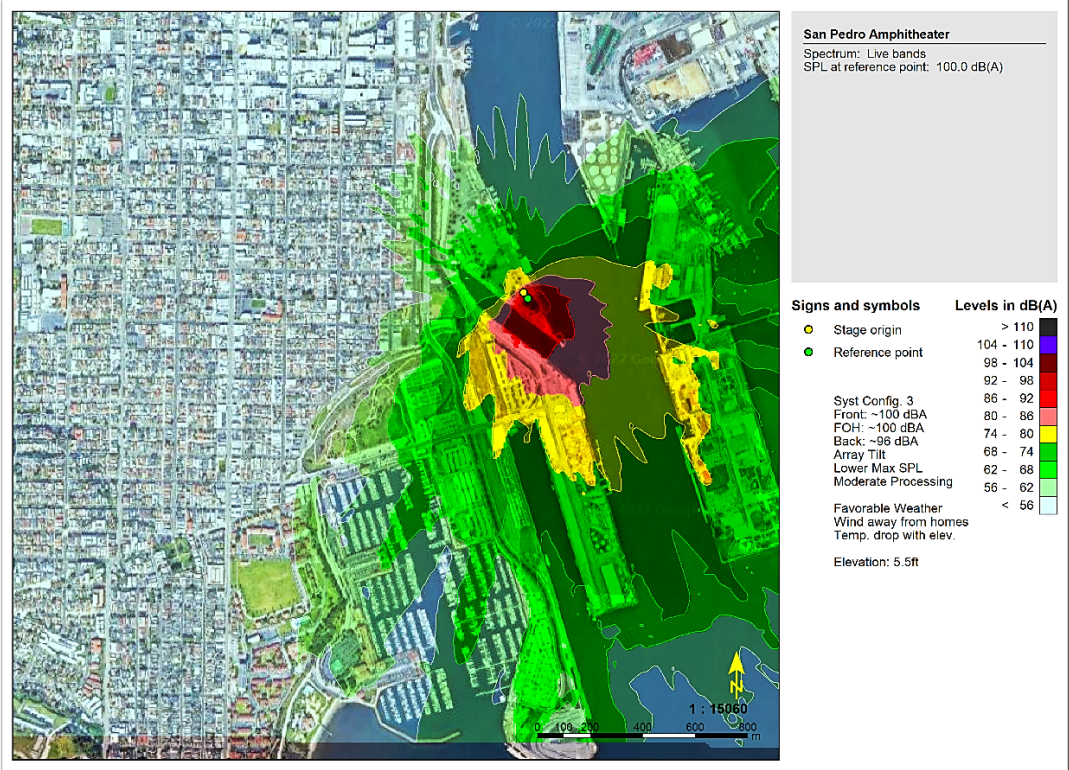 San Pedro Amphitheater
Spectrum: Live bands
SPL at reference point: 100.0 dB(A)
Signs and symbols
Stage origin
Reference point
Levels in dB(A)
> 110
104 - 110
98 - 104
92 - 98
86 - 92
80 - 86
74 - 80
68 - 74
62 - 68
56 - 62
< 56
Syst Config. 3
Front: ~100 dBA
FOH: ~100 dBA
Back: ~96 dBA
Array Tilt
Lower Max SPL
Moderate Processing
Favorable Weather
Wind away from homes
Temp. drop with elev.
Elevation: 5.5ft
N
1 : 15060
0 100 200 400 600 800
m